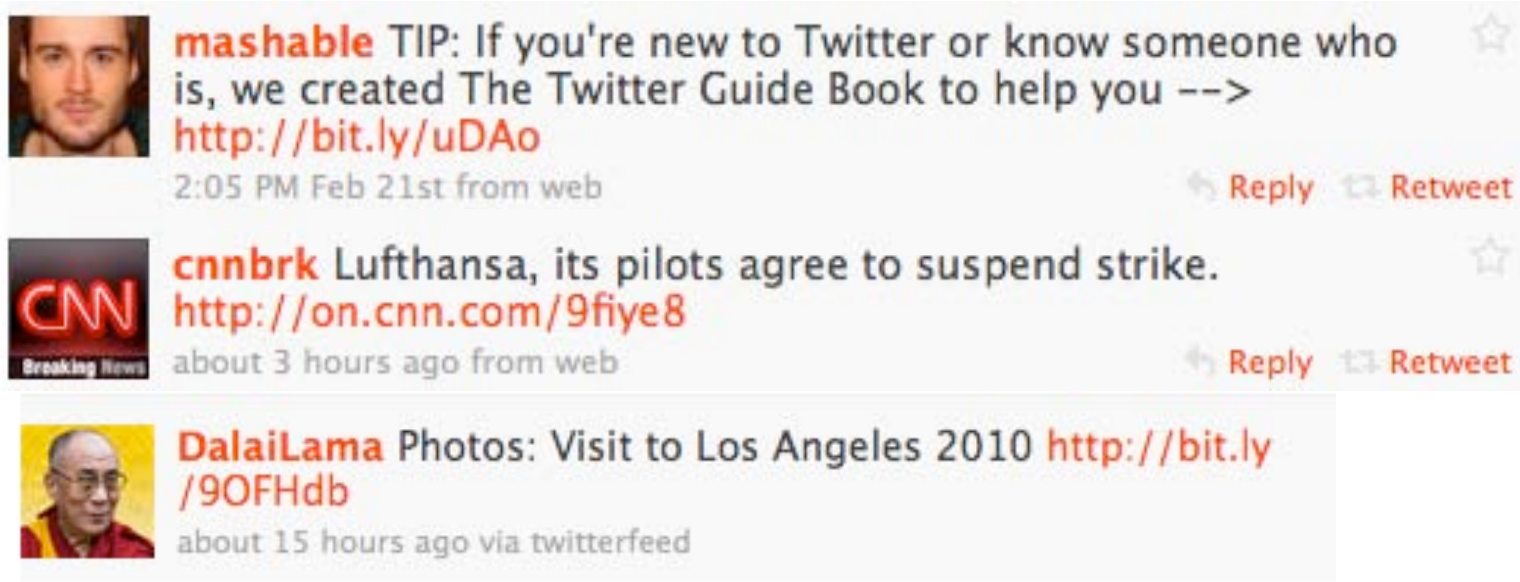 mashable TIP: If you're new to Twitter or know someone who
is, we created The Twitter Guide Book to help you -->
http://bit.ly/uDAo
2:05 PM Feb 21st from web
Reply Retweet
CNN
Breaking News
cnnbrk Lufthansa, its pilots agree to suspend strike.
http://on.cnn.com/9fiye8
about 3 hours ago from web
Reply Retweet
DalaiLama Photos: Visit to Los Angeles 2010 http://bit.ly
/9OFHdb
about 15 hours ago via twitterfeed